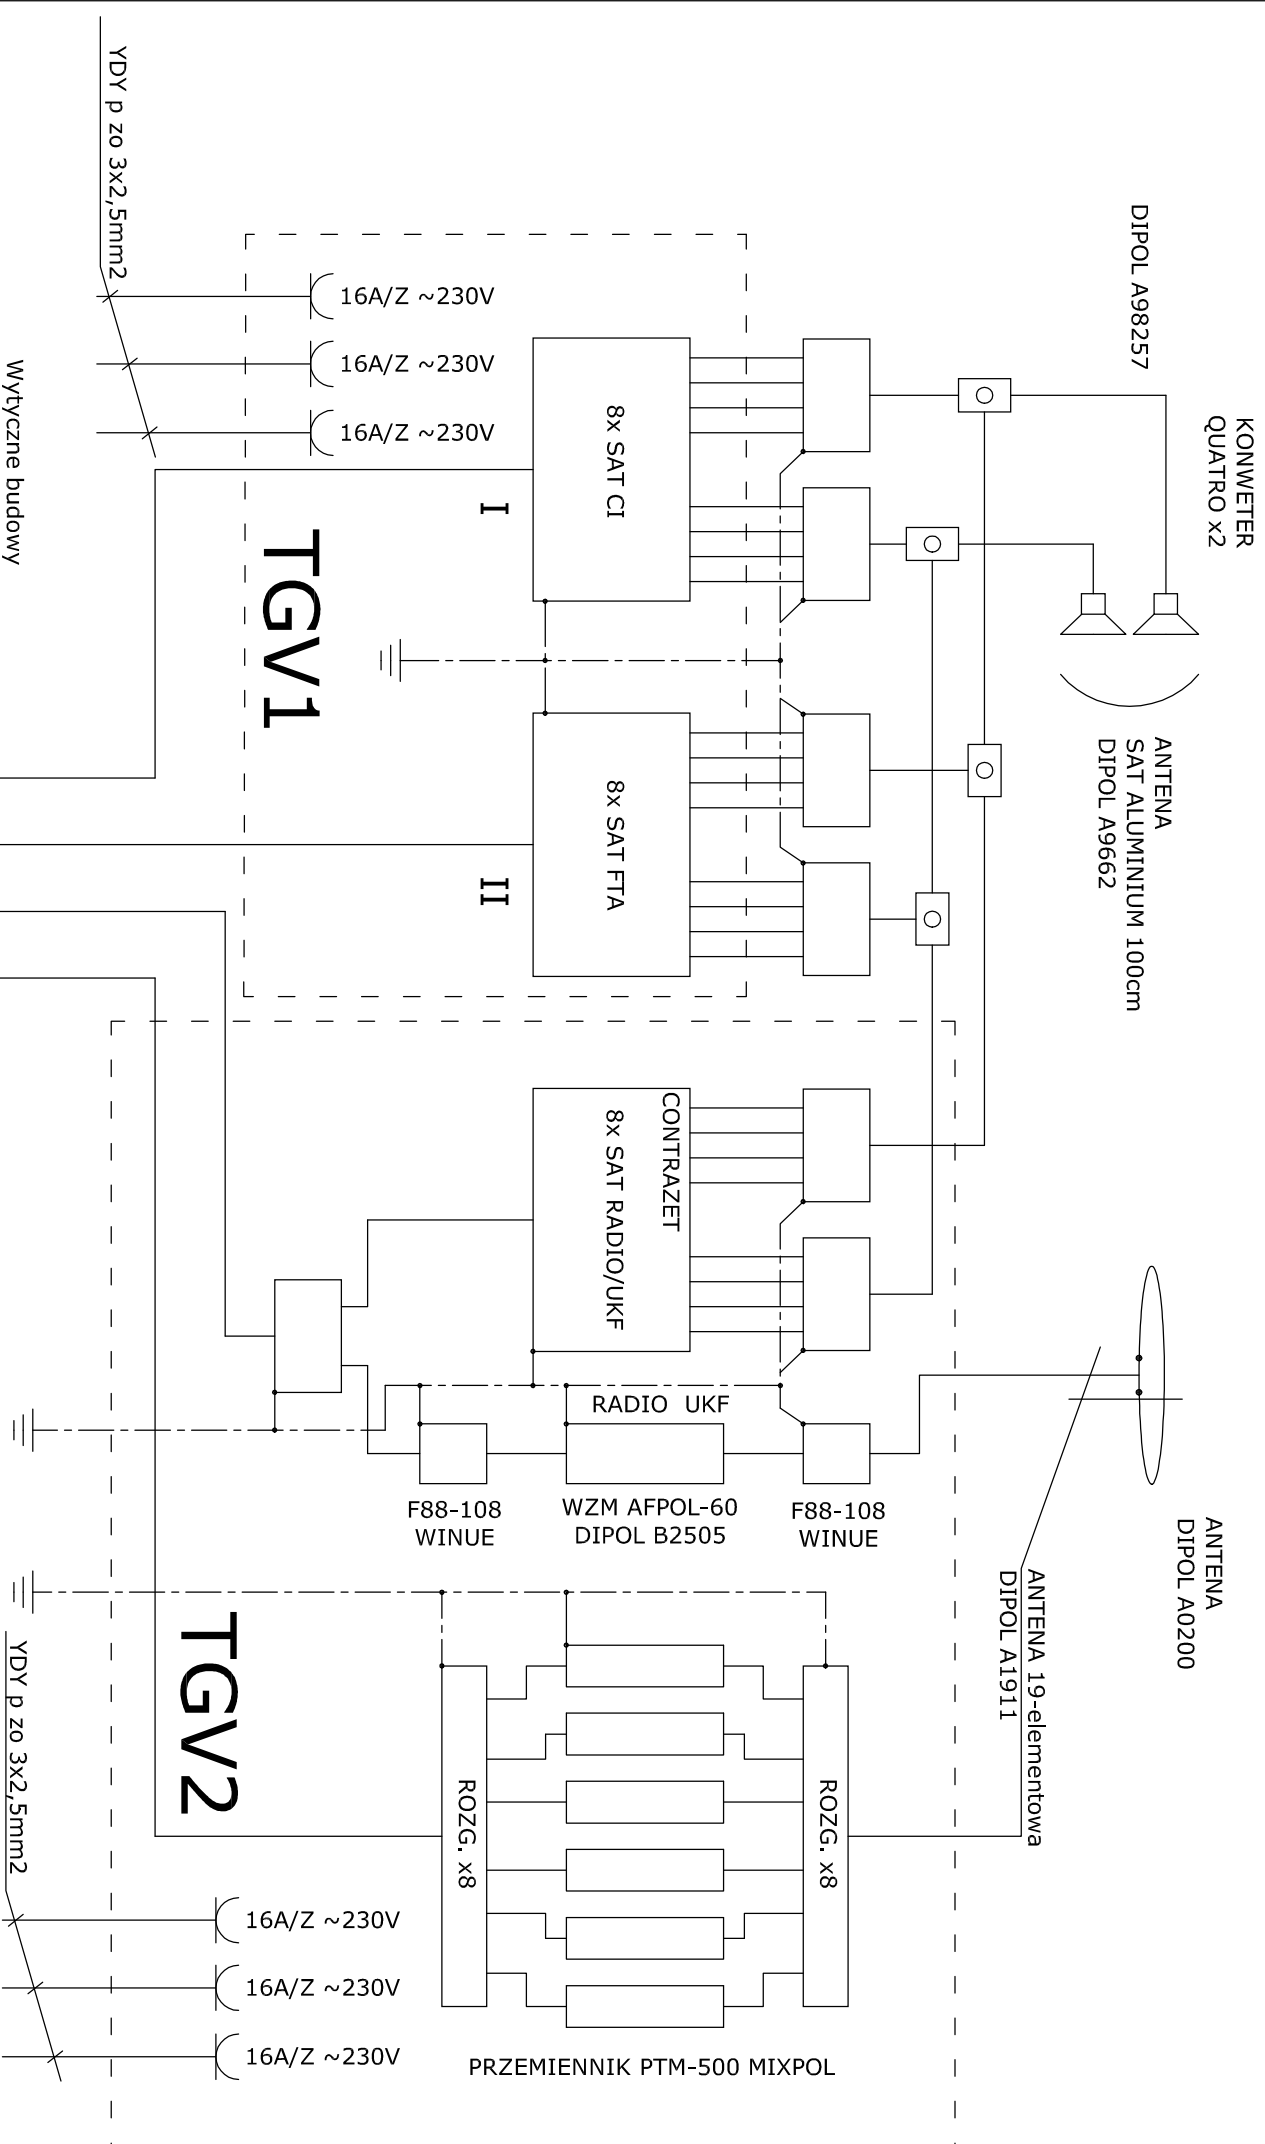 YDY p zo 3x2,5mm2
DIPOL A98257
KONWETER
QUATRO x2
16A/Z ~230V
16A/Z ~230V
16A/Z ~230V
Wytyczne budowy
8x SAT CI
I
TGV1
ANTENA
SAT ALUMINIUM 100cm
DIPOL A9662
8x SAT FTA
II
CONTRAZET
8x SAT RADIO/UKF
RADIO UKF
F88-108
WINUE
WZM AFPOL-60
DIPOL B2505
F88-108
WINUE
ANTENA
DIPOL A0200
ANTENA 19-elementowa
DIPOL A1911
TGV2
YDY p zo 3x2,5mm2
ROZG. x8
ROZG. x8
16A/Z ~230V
16A/Z ~230V
16A/Z ~230V
PRZEMIENNIK PTM-500 MIXPOL